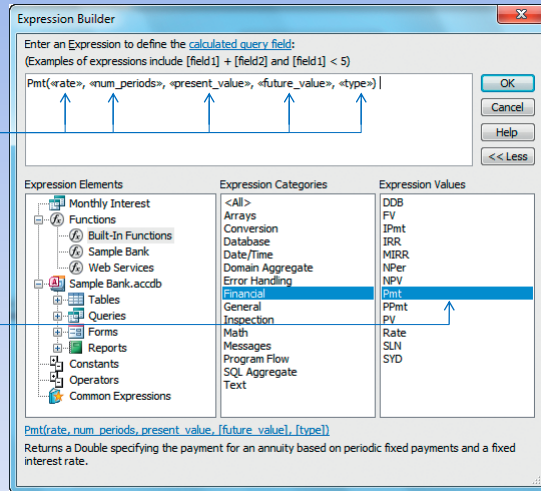 Expression Builder
Enter an Expression to define the calculated query field:
(Examples of expressions include [field1] + [field2] and [field1] < 5)
Pmt(«rate», «num_periods», «present_value», «future_value», «type»)
OK
Cancel
Help
<< Less
Expression Elements
Monthly Interest
Functions
Built-In Functions
Sample Bank
Web Services
Sample Bank.accdb
Tables
Queries
Forms
Reports
Constants
Operators
Common Expressions
Expression Categories
<All>
Arrays
Conversion
Database
Date/Time
Domain Aggregate
Error Handling
Financial
General
Inspection
Math
Messages
Program Flow
SQL Aggregate
Text
Expression Values
DDB
FV
IPmt
IRR
MIRR
NPer
NPV
Pmt
PPmt
PV
Rate
SLN
SYD
Pmt(rate, num_periods, present_value, [future_value], [type])
Returns a Double specifying the payment for an annuity based on periodic fixed payments and a fixed
interest rate.